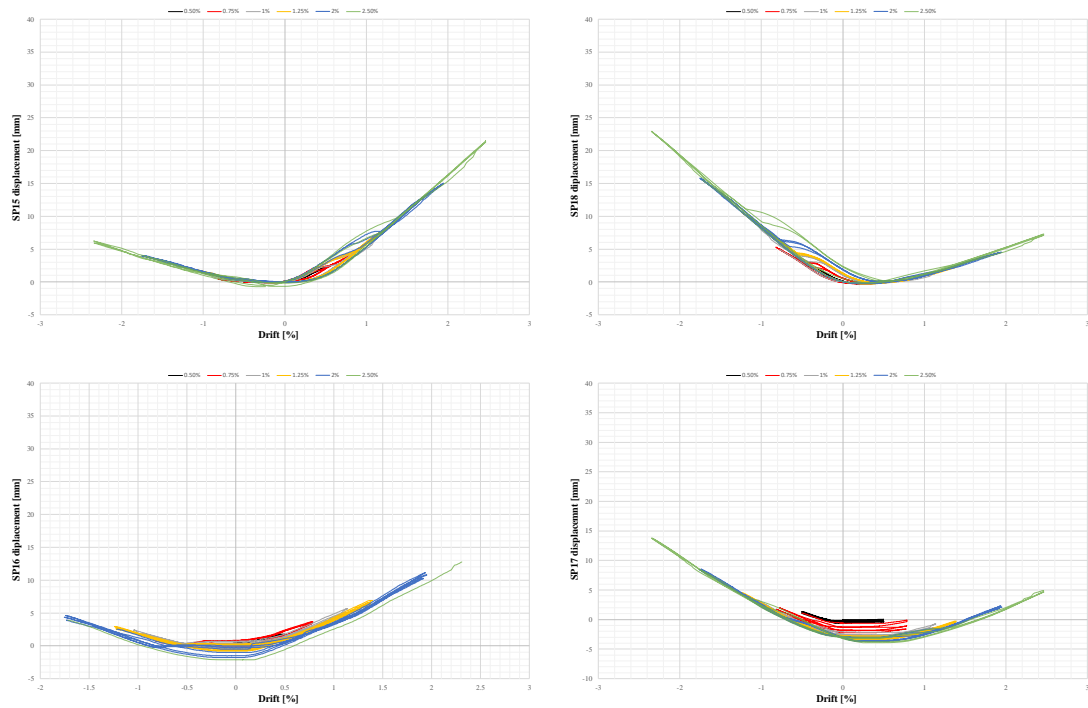 0.50% 0.75% 1% 1.25% 2% 2.50%
40
35
30
25
20
15
10
5
0
-5
SP15 displacement [mm]
-3 -2 -1 0 1 2 3
Drift [%]
0.50% 0.75% 1% 1.25% 2% 2.50%
40
35
30
25
20
15
10
5
0
-5
SP18 diplacement [mm]
-3 -2 -1 0 1 2 3
Drift [%]
0.50% 0.75% 1% 1.25% 2% 2.50%
40
35
30
25
20
15
10
5
0
-5
SP16 diplacement [mm]
-2 -1.5 -1 -0.5 0 0.5 1 1.5 2 2.5 3
Drift [%]
0.50% 0.75% 1% 1.25% 2% 2.50%
40
35
30
25
20
15
10
5
0
-5
-10
SP17 displacemnt [mm]
-3 -2 -1 0 1 2 3
Drift [%]